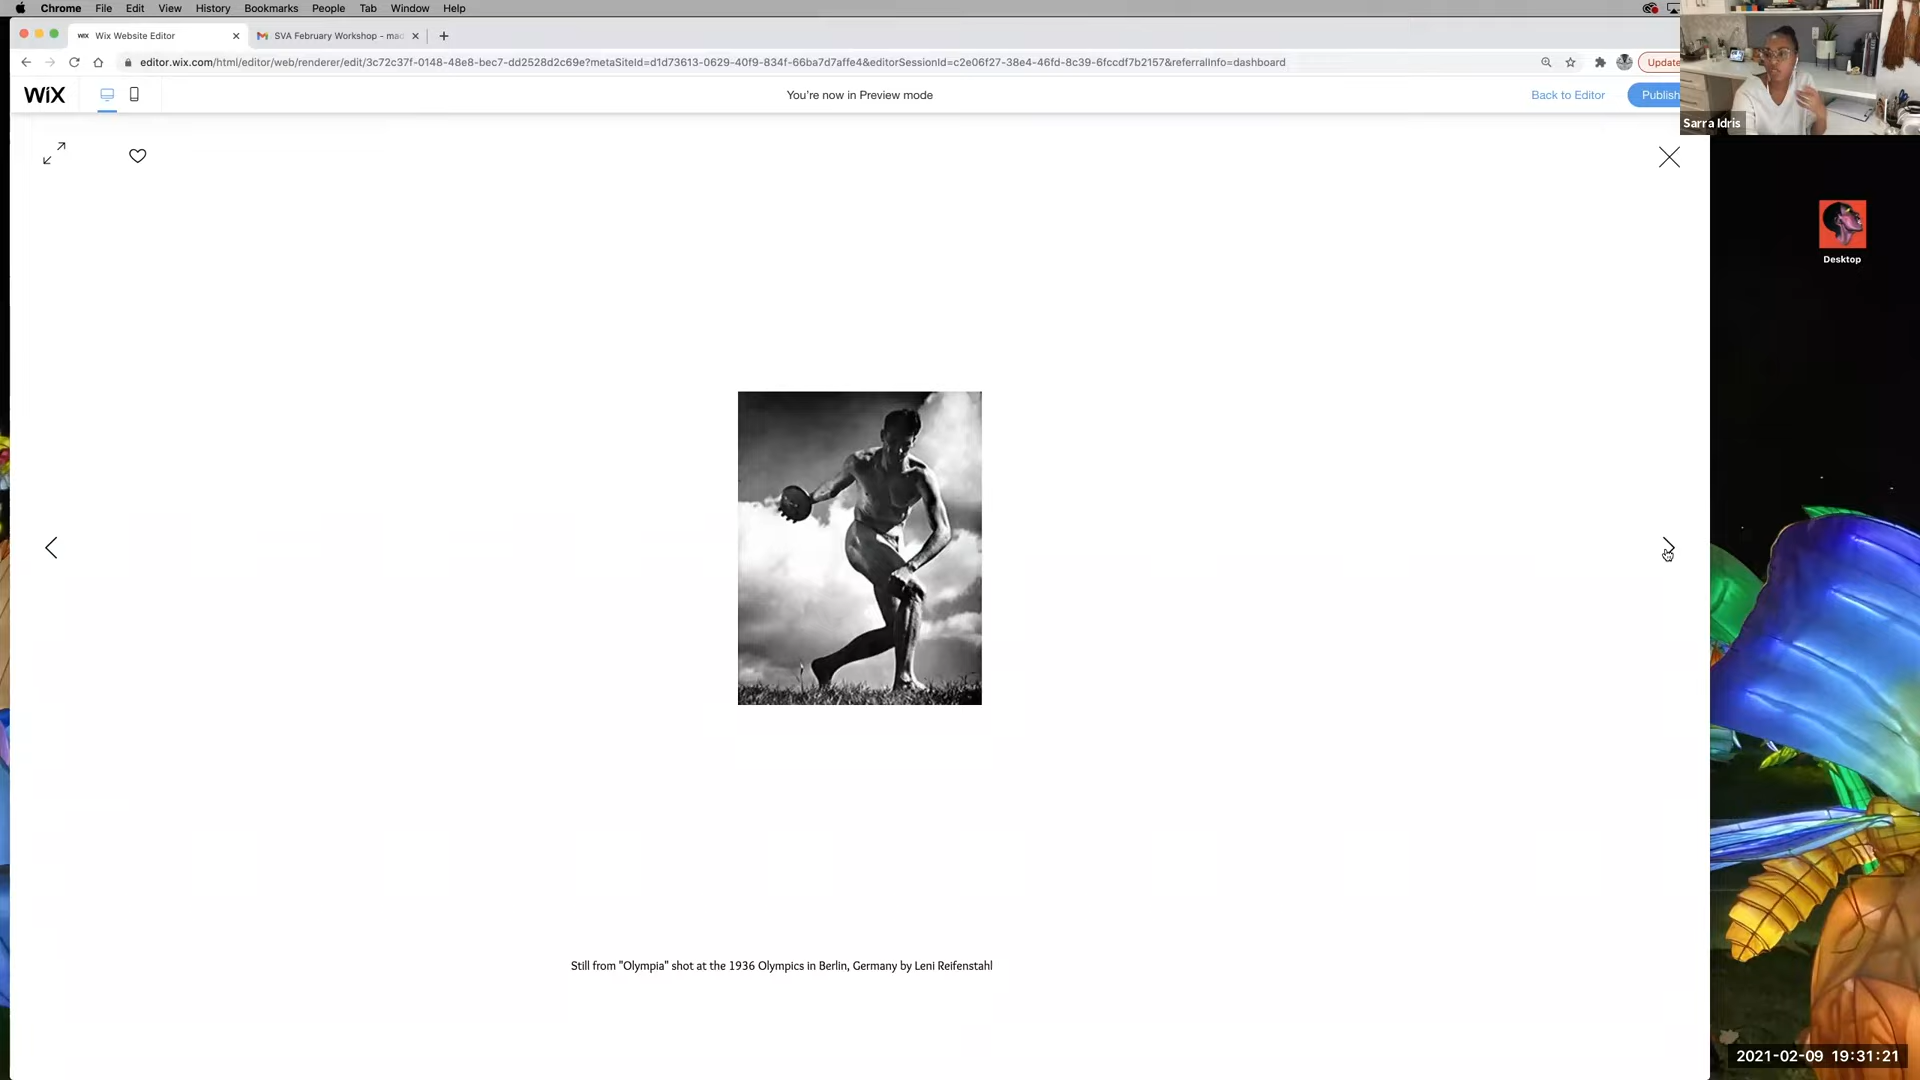 Chrome File Edit View History Bookmarks People Tab Window Help
WiX Wix Website Editor
SVA February Workshop - mac
editor.wix.com/html/editor/web/renderer/edit/3c72c37f-0148-48e8-bec7-dd2528d2c69e?metaSiteId=d1d73613-0629-40f9-834f-66ba7d7affe4&editorSessionId=c2e06f27-38e4-46fd-8c39-6fccdf7b2157&referralInfo=dashboard
Update
WiX
You're now in Preview mode
Back to Editor
Publish
Sarra Idris
Desktop
Still from "Olympia" shot at the 1936 Olympics in Berlin, Germany by Leni Reifenstahl
2021-02-09 19:31:21